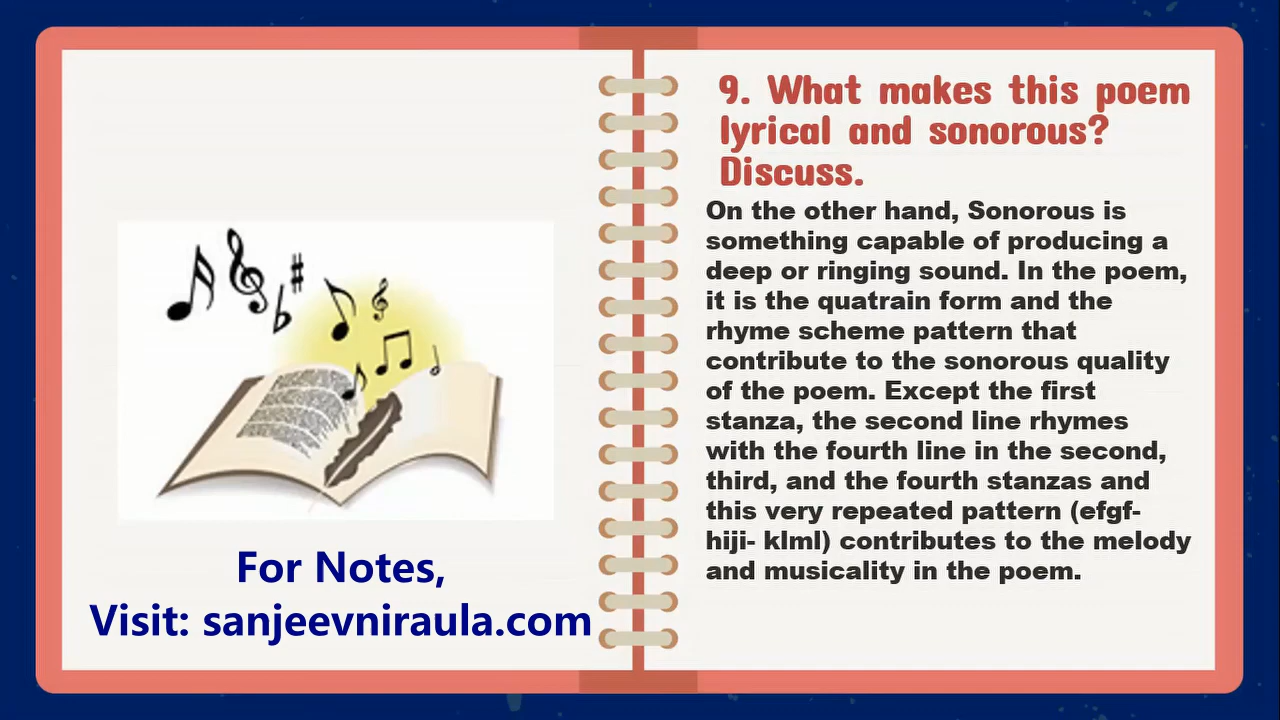 For Notes,
Visit: sanjeevniraula.com
9. What makes this poem
lyrical and sonorous?
Discuss.
On the other hand, Sonorous is
something capable of producing a
deep or ringing sound. In the poem,
it is the quatrain form and the
rhyme scheme pattern that
contribute to the sonorous quality
of the poem. Except the first
stanza, the second line rhymes
with the fourth line in the second,
third, and the fourth stanzas and
this very repeated pattern (efgf-
hiji- klml) contributes to the melody
and musicality in the poem.